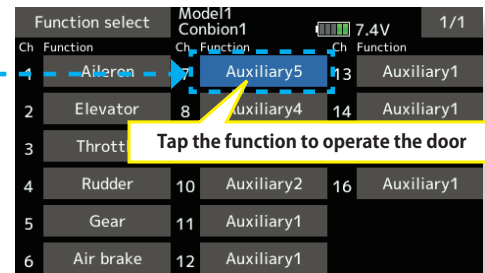 Function select Model1 Conbion1 7.4V 1/1
Ch Function Ch Function Ch Function
1 Aileron 7 Auxiliary5 13 Auxiliary1
2 Elevator 8 Auxiliary4 14 Auxiliary1
Tap the function to operate the door
3
4 Rudder 10 Auxiliary2 16 Auxiliary1
5 Gear 11 Auxiliary1
6 Air brake 12 Auxiliary1